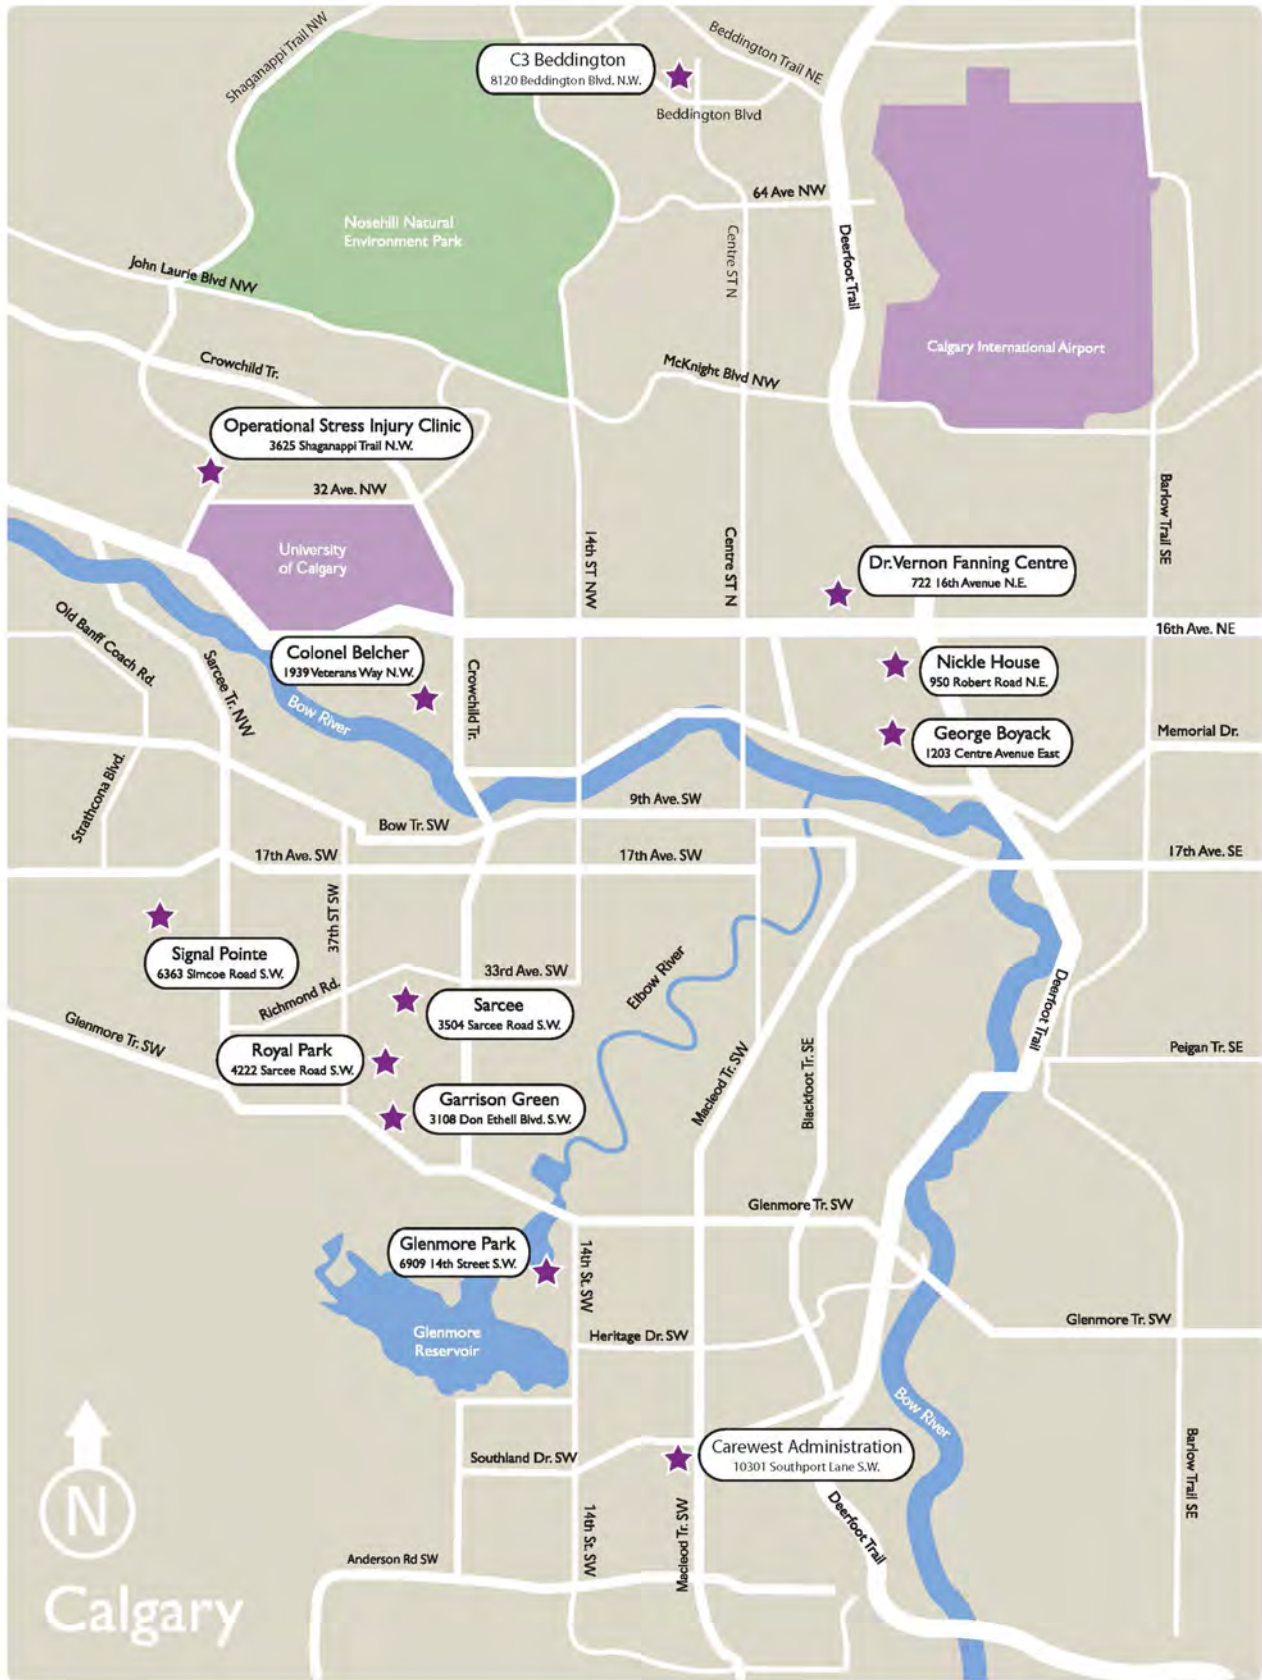 Shaganappi Trail NW
C3 Beddington
8120 Beddington Blvd. N.W.
Beddington Trail NE
Beddington Blvd
64 Ave NW
Nosehill Natural
Environment Park
Centre ST N
Deerfoot Trail
John Laurie Blvd NW
Calgary International Airport
Crowchild Tr.
McKnight Blvd NW
Operational Stress Injury Clinic
3625 Shaganappi Trail N.W.
32 Ave. NW
Barlow Trail SE
University
of Calgary
14th ST NW
Centre ST N
Dr. Vernon Fanning Centre
722 16th Avenue N.E.
16th Ave. NE
Old Banff Coach Rd.
Sarcee Tr. NW
Colonel Belcher
1939 Veterans Way N.W.
Crowchild Tr.
Nickle House
950 Robert Road N.E.
Bow River
George Boyack
1203 Centre Avenue East
Memorial Dr.
Strathcona Blvd.
9th Ave. SW
Bow Tr. SW
17th Ave. SW
17th Ave. SW
17th Ave. SE
37th ST SW
Signal Pointe
6363 Simcoe Road S.W.
Richmond Rd.
33rd Ave. SW
Elbow River
Deerfoot Trail
Sarcee
3504 Sarcee Road S.W.
Glenmore Tr. SW
Royal Park
4222 Sarcee Road S.W.
Macleod Tr. SW
Blackfoot Tr. SE
Peigan Tr. SE
Garrison Green
3108 Don Ethell Blvd. S.W.
Glenmore Tr. SW
Glenmore Park
6909 14th Street S.W.
14th St. SW
Glenmore
Reservoir
Heritage Dr. SW
Glenmore Tr. SW
Bow River
Carewest Administration
10301 Southport Lane S.W.
Southland Dr. SW
Barlow Trail SE
14th St. SW
Macleod Tr. SW
Deerfoot Trail
Anderson Rd SW
N
Calgary